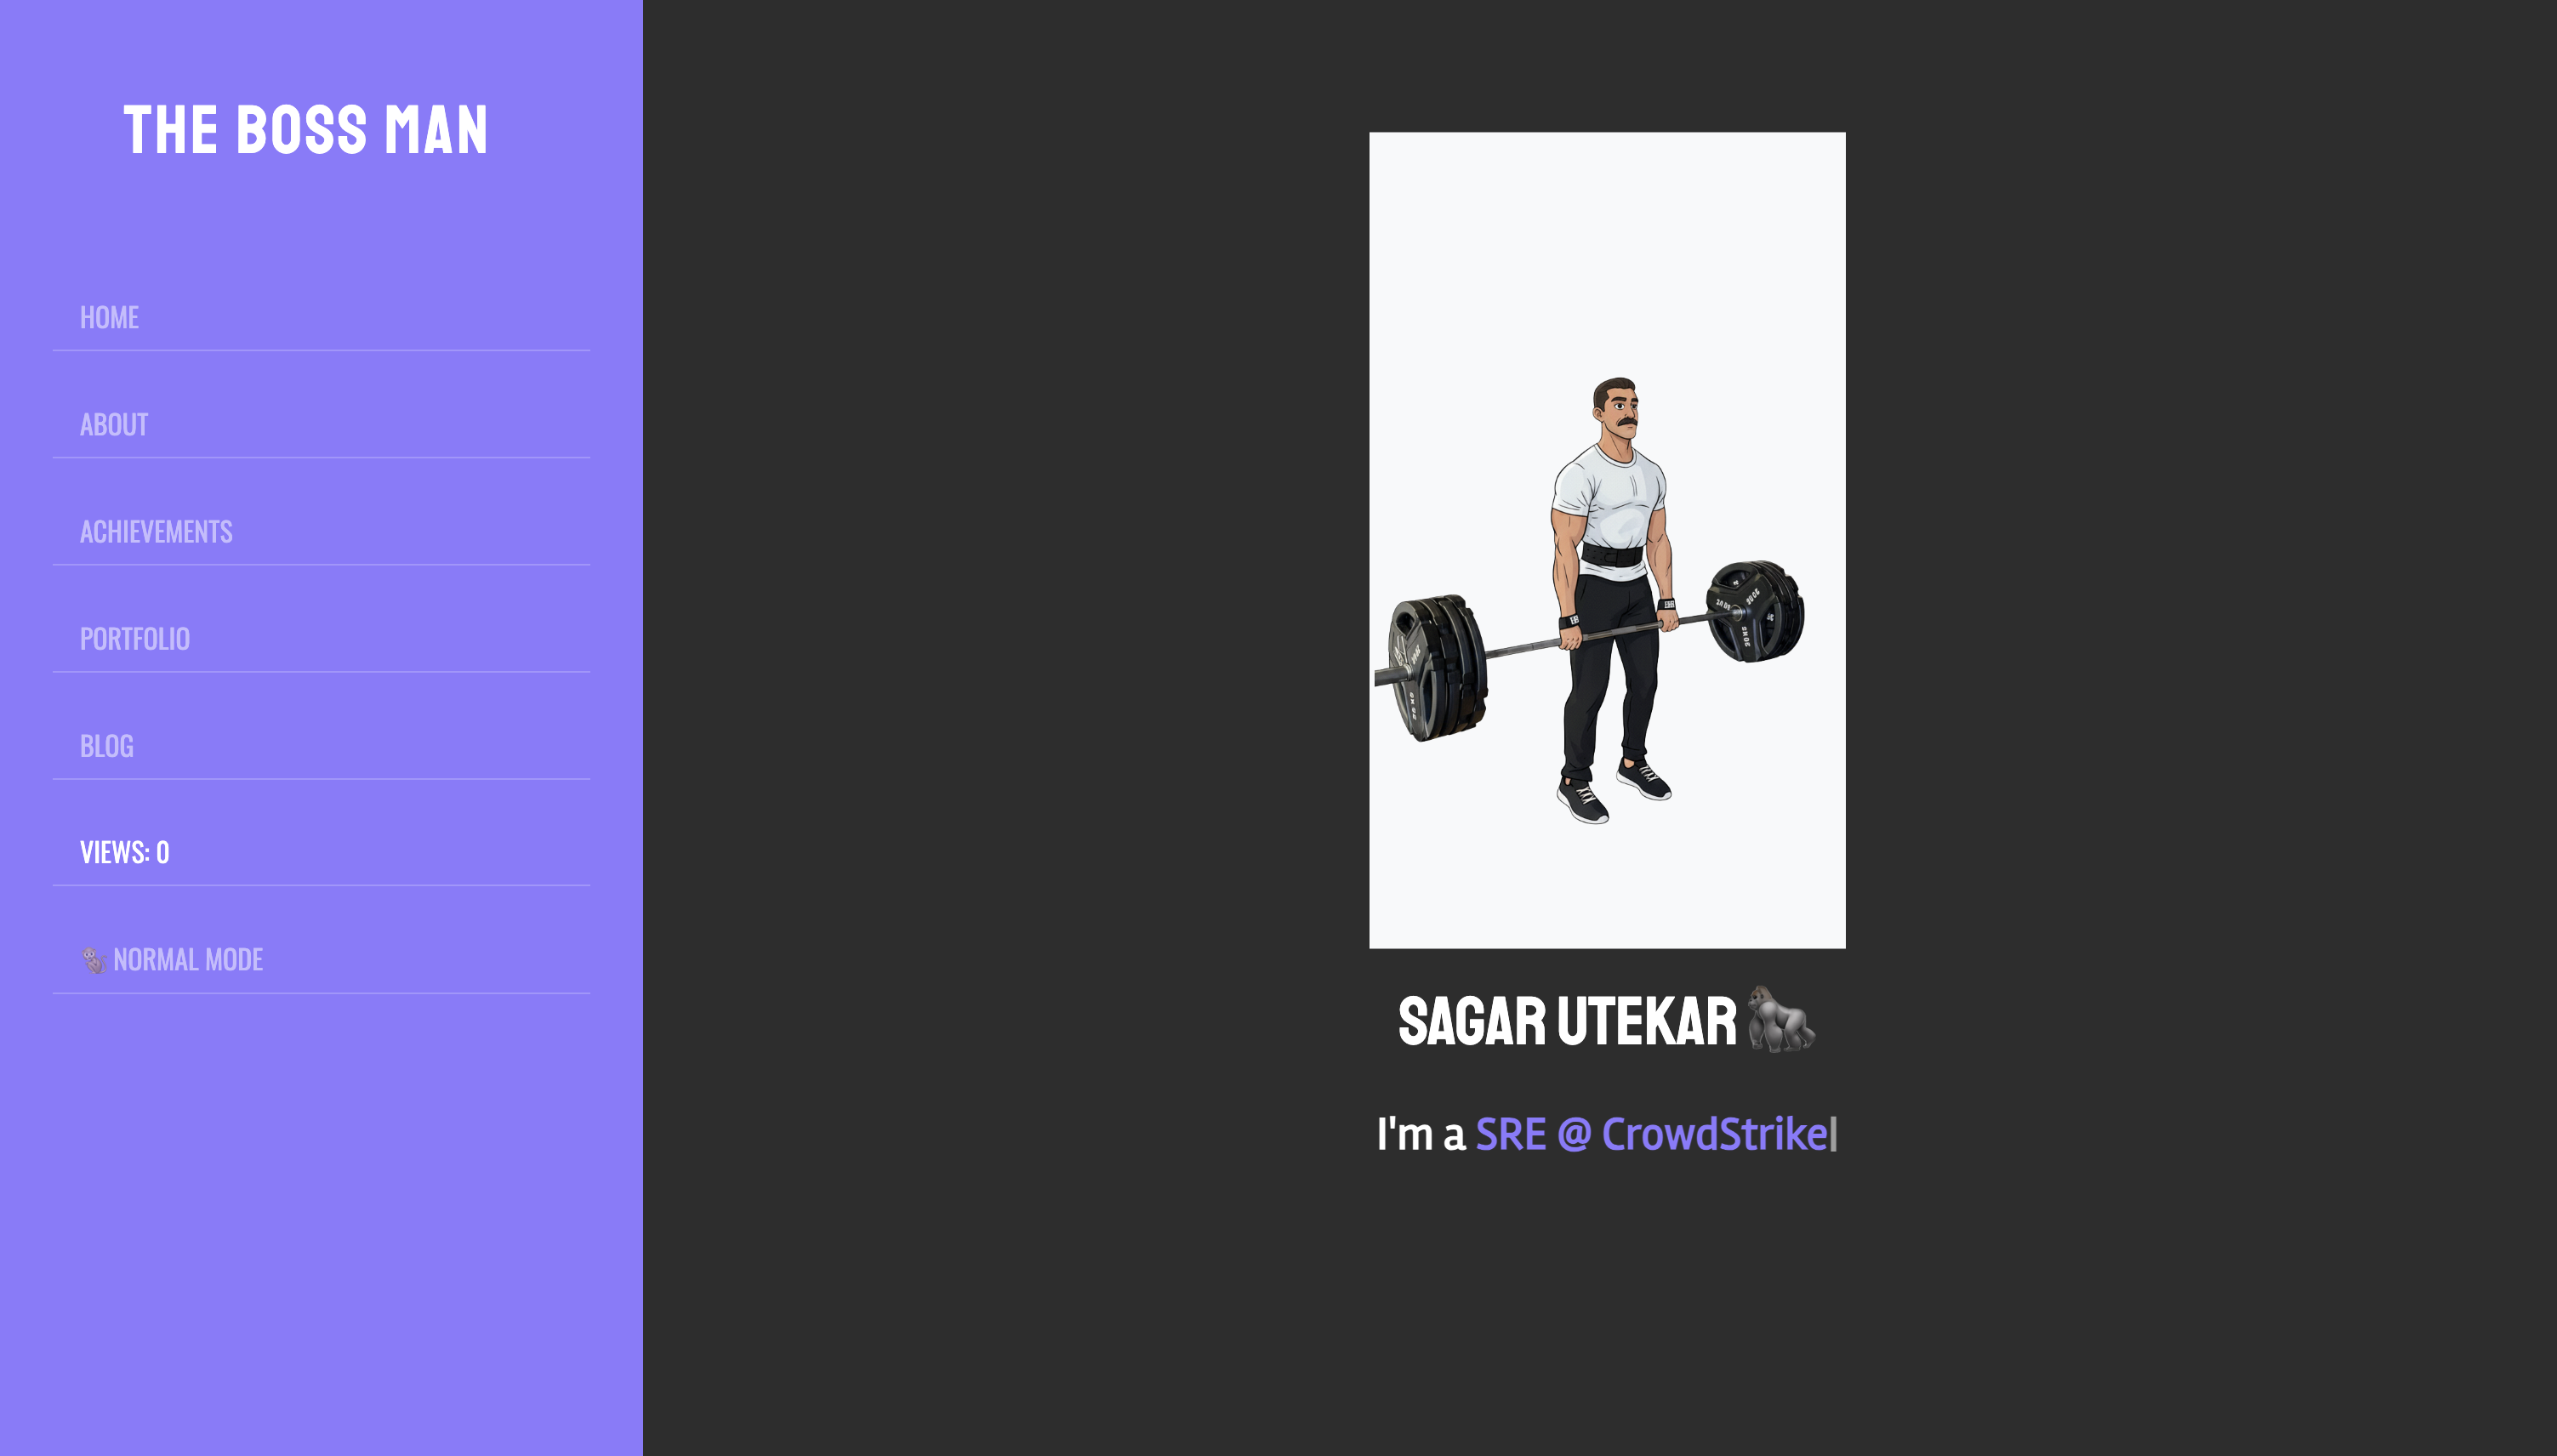 THE BOSS MAN
HOME
ABOUT
ACHIEVEMENTS
PORTFOLIO
BLOG
VIEWS: 0
🐒 NORMAL MODE
SAGAR UTEKAR 🦍
I'm a SRE @ CrowdStrike